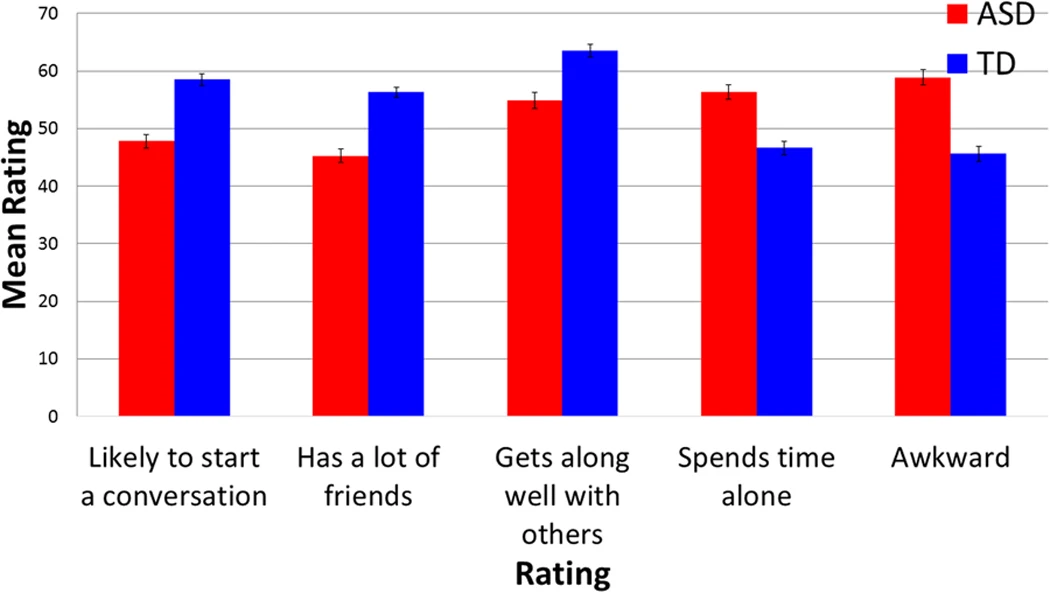 70
ASD
60
TD
50
40
30
20
10
0
Mean Rating
Likely to start
a conversation
Has a lot of
friends
Gets along
well with
others
Spends time
alone
Awkward
Rating